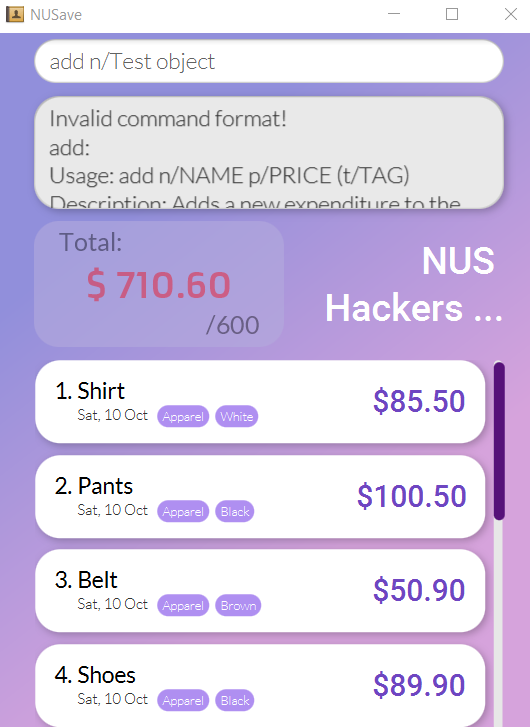 NUSave
add n/Test object
Invalid command format!
add:
Usage: add n/NAME p/PRICE (t/TAG)
Description: Adds a new expenditure to the
Total:
$ 710.60
/600
NUS
Hackers ...
1. Shirt
Sat, 10 Oct Apparel White
$85.50
2. Pants
Sat, 10 Oct Apparel Black
$100.50
3. Belt
Sat, 10 Oct Apparel Brown
$50.90
4. Shoes
Sat, 10 Oct Apparel Black
$89.90